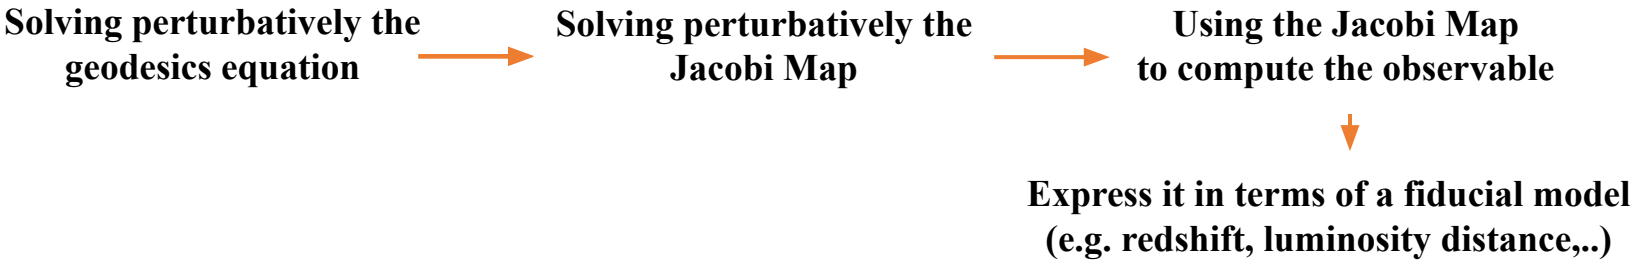 Solving perturbatively the
geodesics equation
Solving perturbatively the
Jacobi Map
Using the Jacobi Map
to compute the observable
Express it in terms of a fiducial model
(e.g. redshift, luminosity distance,..)